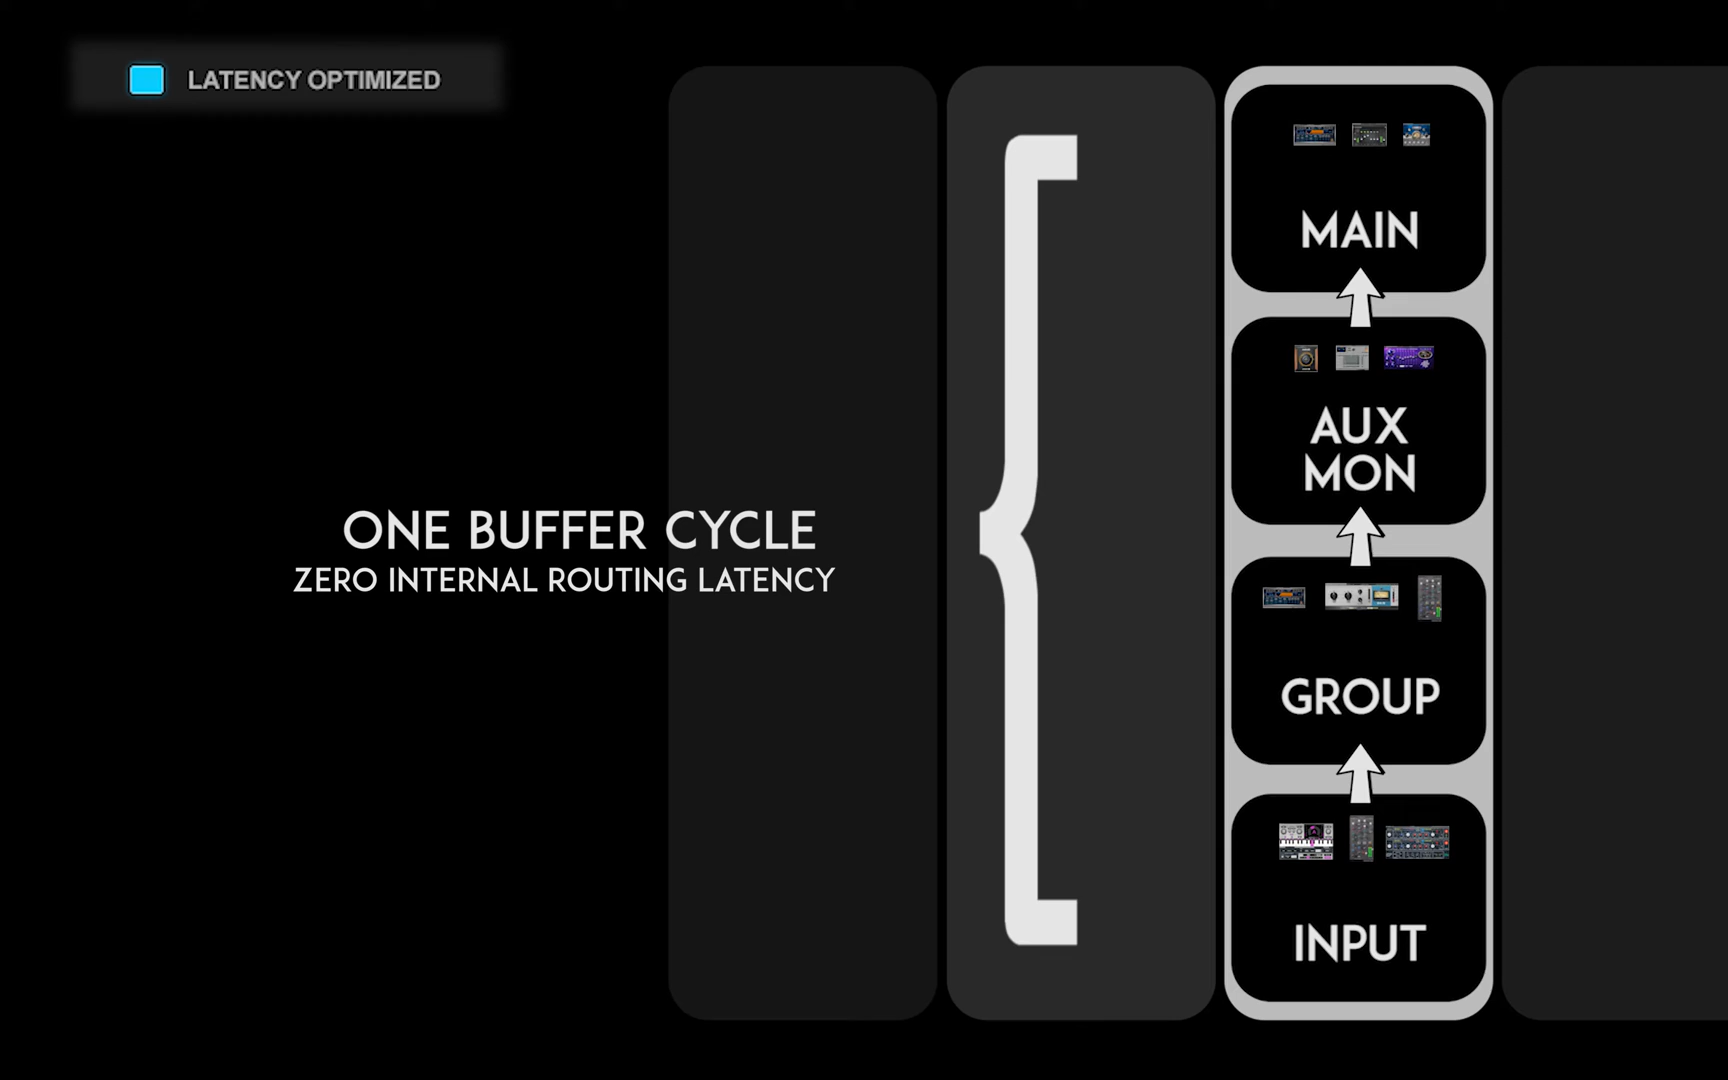 LATENCY OPTIMIZED
MAIN
AUX
MON
ONE BUFFER CYCLE
ZERO INTERNAL ROUTING LATENCY
GROUP
INPUT